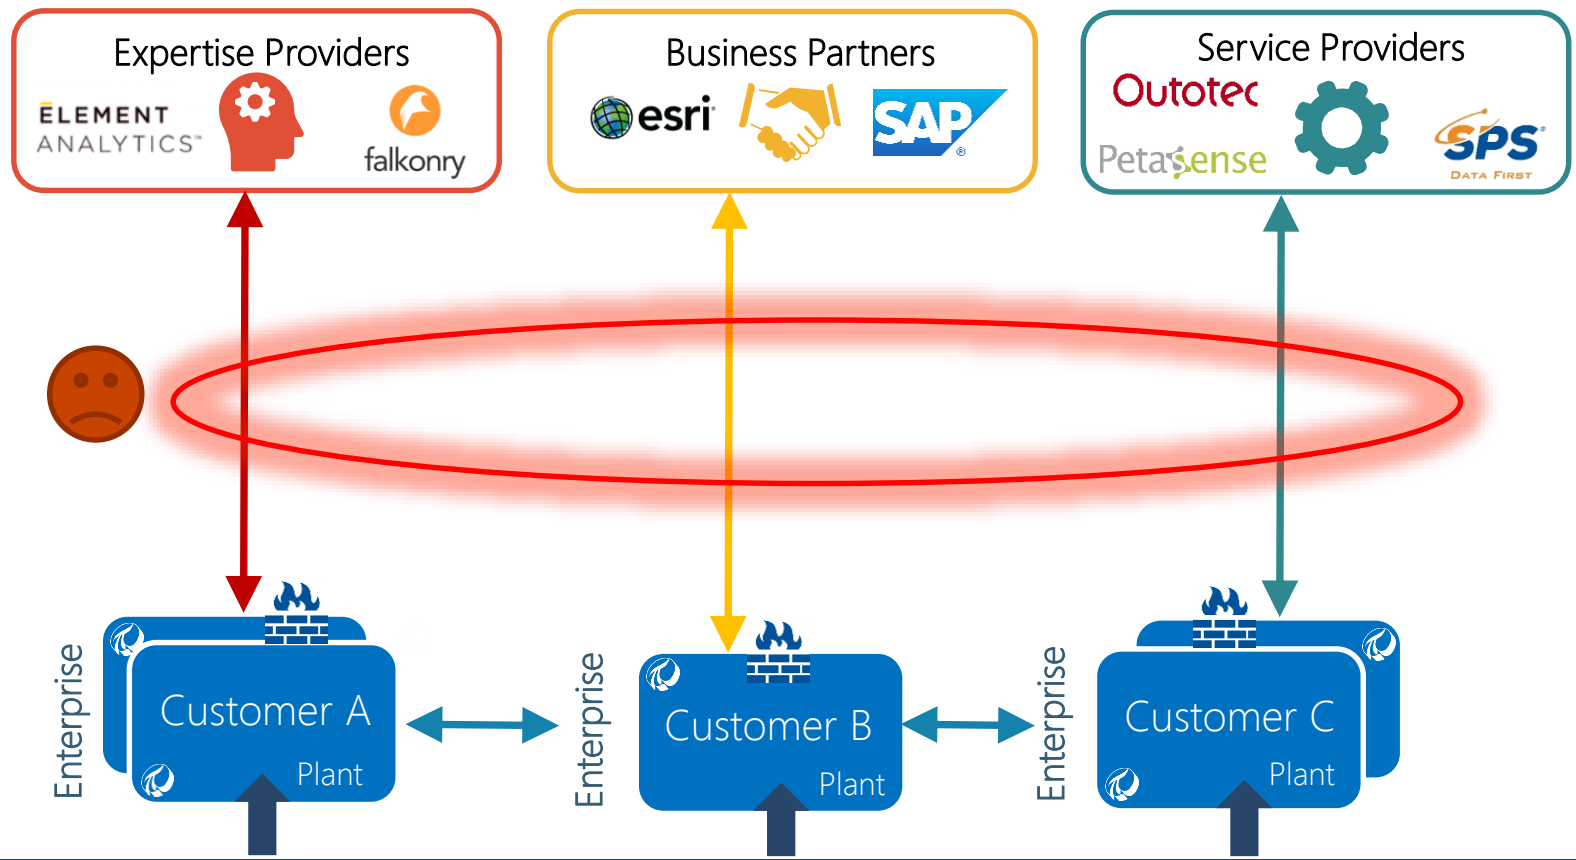 Expertise Providers
ELEMENT
ANALYTICS™
falkonry
Business Partners
esri
SAP
®
Service Providers
Outotec
PetaSense
SPS®
DATA FIRST
Enterprise
Customer A
Plant
Enterprise
Customer B
Plant
Enterprise
Customer C
Plant